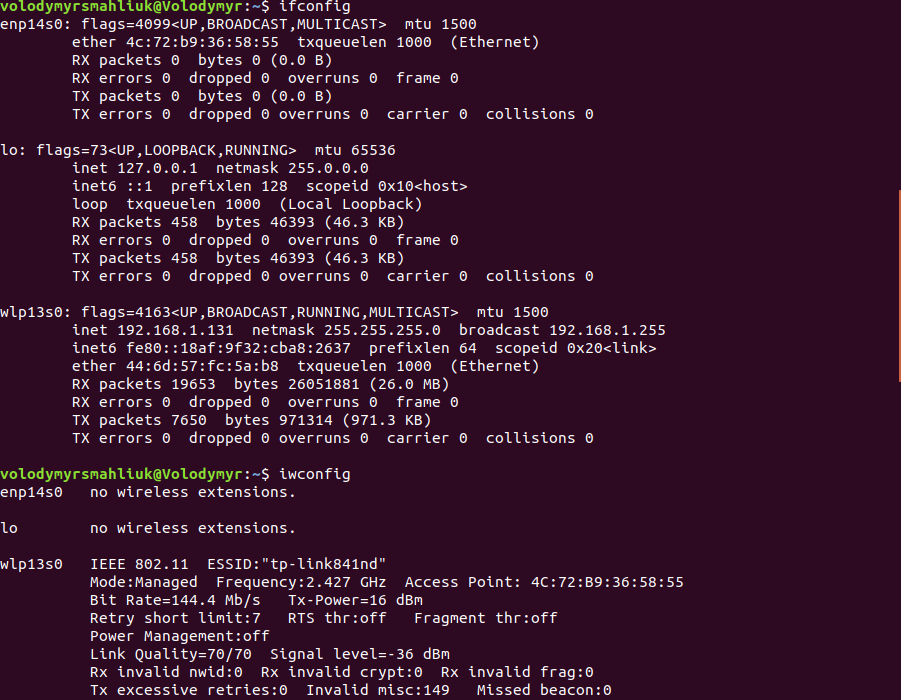 volodymyrsmahliuk@Volodymyr:~$ ifconfig
enp14s0: flags=4099<UP,BROADCAST,MULTICAST>  mtu 1500
        ether 4c:72:b9:36:58:55  txqueuelen 1000  (Ethernet)
        RX packets 0  bytes 0 (0.0 B)
        RX errors 0  dropped 0  overruns 0  frame 0
        TX packets 0  bytes 0 (0.0 B)
        TX errors 0  dropped 0 overruns 0  carrier 0  collisions 0

lo: flags=73<UP,LOOPBACK,RUNNING>  mtu 65536
        inet 127.0.0.1  netmask 255.0.0.0
        inet6 ::1  prefixlen 128  scopeid 0x10<host>
        loop  txqueuelen 1000  (Local Loopback)
        RX packets 458  bytes 46393 (46.3 KB)
        RX errors 0  dropped 0  overruns 0  frame 0
        TX packets 458  bytes 46393 (46.3 KB)
        TX errors 0  dropped 0 overruns 0  carrier 0  collisions 0

wlp13s0: flags=4163<UP,BROADCAST,RUNNING,MULTICAST>  mtu 1500
        inet 192.168.1.131  netmask 255.255.255.0  broadcast 192.168.1.255
        inet6 fe80::18af:9f32:cba8:2637  prefixlen 64  scopeid 0x20<link>
        ether 44:6d:57:fc:5a:b8  txqueuelen 1000  (Ethernet)
        RX packets 19653  bytes 26051881 (26.0 MB)
        RX errors 0  dropped 0  overruns 0  frame 0
        TX packets 7650  bytes 971314 (971.3 KB)
        TX errors 0  dropped 0 overruns 0  carrier 0  collisions 0

volodymyrsmahliuk@Volodymyr:~$ iwconfig
enp14s0   no wireless extensions.

lo        no wireless extensions.

wlp13s0   IEEE 802.11  ESSID:"tp-link841nd"
          Mode:Managed  Frequency:2.427 GHz  Access Point: 4C:72:B9:36:58:55
          Bit Rate=144.4 Mb/s   Tx-Power=16 dBm
          Retry short limit:7   RTS thr:off   Fragment thr:off
          Power Management:off
          Link Quality=70/70  Signal level=-36 dBm
          Rx invalid nwid:0  Rx invalid crypt:0  Rx invalid frag:0
          Tx excessive retries:0  Invalid misc:149   Missed beacon:0